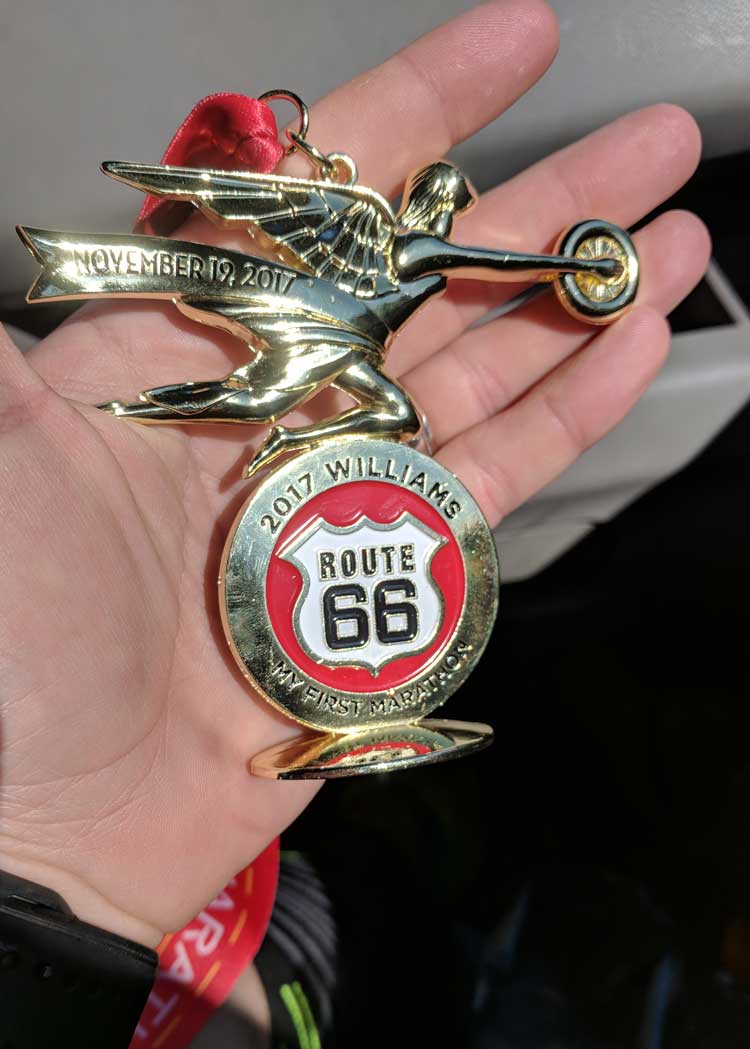 NOVEMBER 19, 2017
2017 WILLIAMS
ROUTE
66
MY FIRST MARATHON